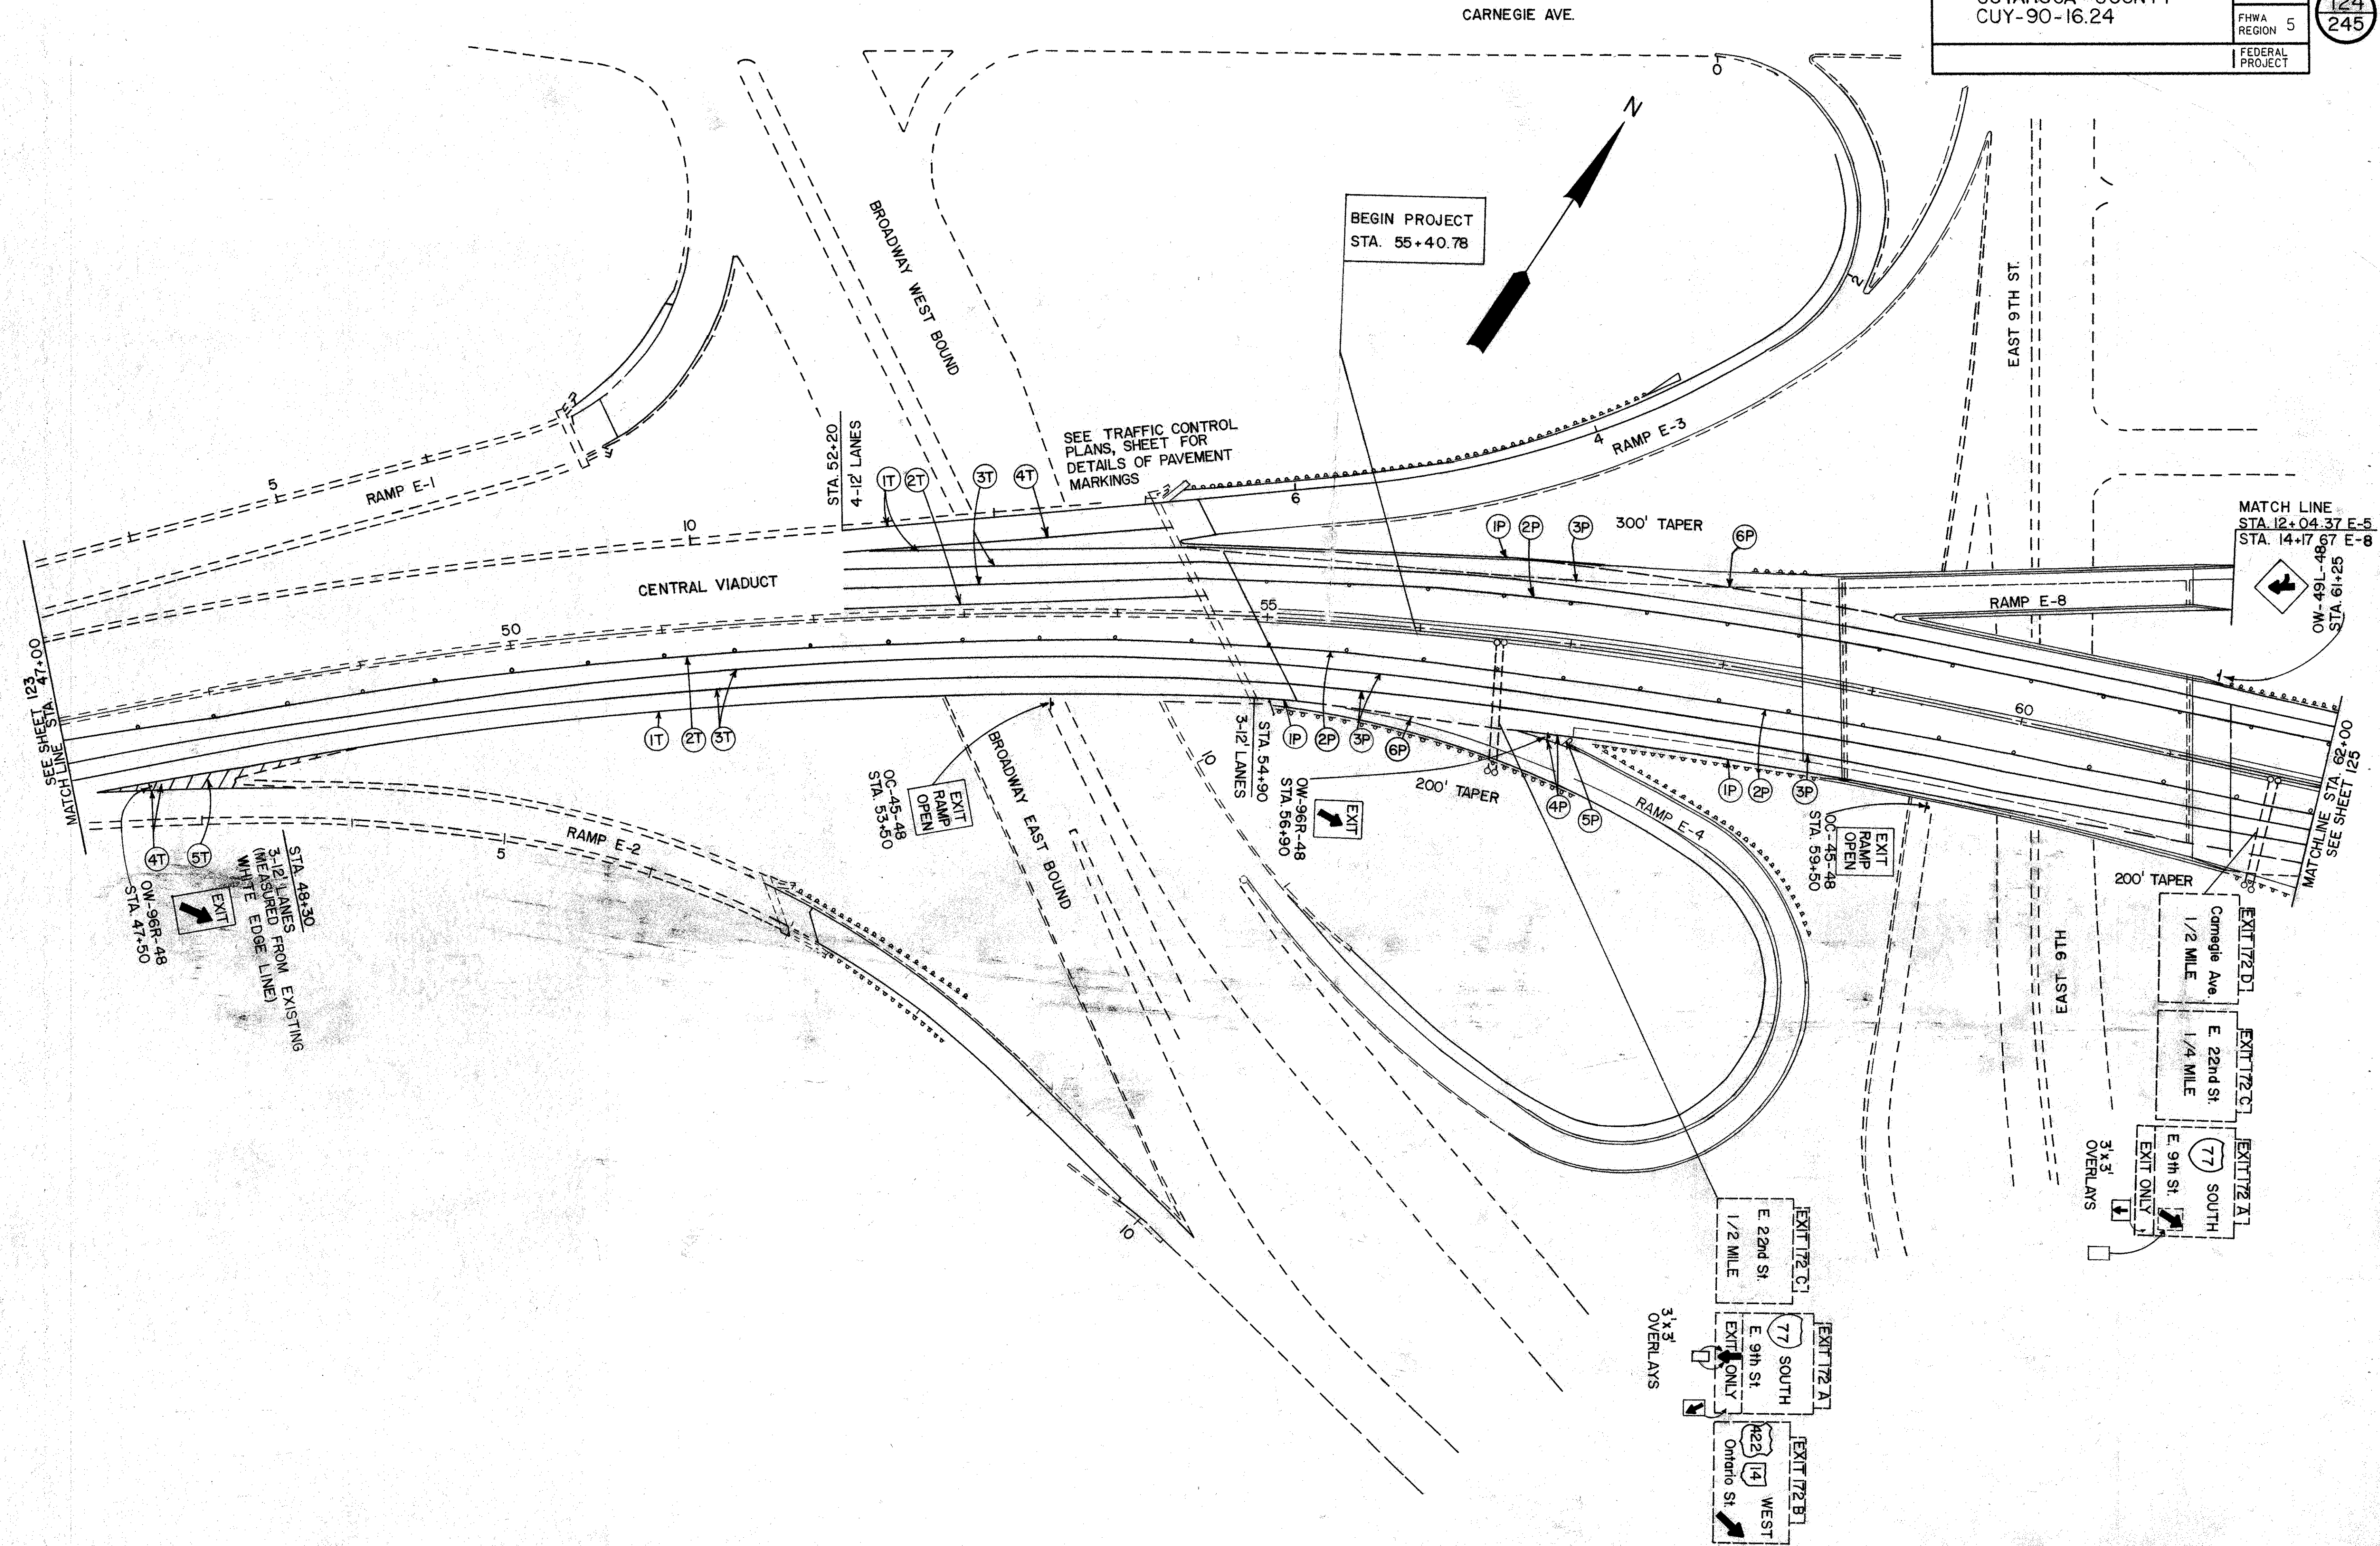 CARNEGIE AVE.
CUY-90-16.24
FHWA
REGION 5
FEDERAL
PROJECT
124
245
0
N
BEGIN PROJECT
STA. 55+40.78
BROADWAY WEST BOUND
EAST 9TH ST.
2
STA. 52+20
4-12' LANES
SEE TRAFFIC CONTROL
PLANS, SHEET FOR
DETAILS OF PAVEMENT
MARKINGS
1T 2T 3T 4T
4
RAMP E-3
6
5
RAMP E-1
10
1P 2P 3P 300' TAPER 6P
MATCH LINE
STA. 12+04.37 E-5
STA. 14+17.67 E-8
OW-49L-48
STA. 61+25
RAMP E-8
CENTRAL VIADUCT
50
55
60
SEE SHEET 123
MATCH LINE STA. 47+00
1T 2T 3T
1P 2P 3P 6P
STA. 54+90
3-12' LANES
10
BROADWAY EAST BOUND
EXIT
RAMP
OPEN
OC-45-48
STA. 53+50
EXIT
OW-96R-48
STA. 56+90
200' TAPER
4P 5P
RAMP E-4
1P 2P 3P
EXIT
RAMP
OPEN
OC-45-48
STA. 59+50
MATCHLINE STA. 62+00
SEE SHEET 125
200' TAPER
4T 5T
RAMP E-2
5
10
STA. 48+30
3-12' LANES
(MEASURED FROM EXISTING
WHITE EDGE LINE)
EXIT
OW-96R-48
STA. 47+50
EAST 9TH
EXIT 172 D
Carnegie Ave.
1/2 MILE
EXIT 172 C
E. 22nd St.
1/4 MILE
EXIT 172 A
77 SOUTH
E. 9th St.
EXIT ONLY
3'x3'
OVERLAYS
EXIT 172 C
E. 22nd St.
1/2 MILE
EXIT 172 A
77 SOUTH
E. 9th St.
EXIT ONLY
3'x3'
OVERLAYS
EXIT 172 B
422 14 WEST
Ontario St.